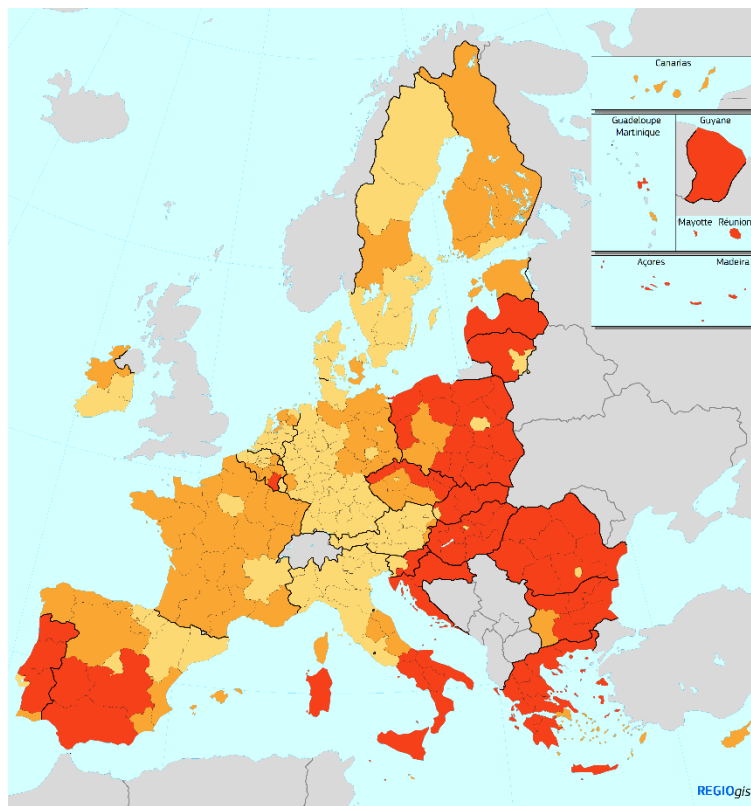 Canarias
Guadeloupe
Martinique
Guyane
Mayotte
Réunion
Açores
Madeira
REGIOgis